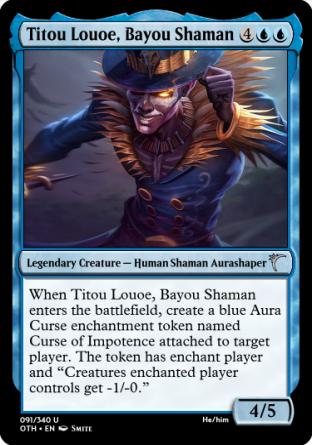 Titou Louoe, Bayou Shaman 4
Legendary Creature — Human Shaman Aurashaper
When Titou Louoe, Bayou Shaman
enters the battlefield, create a blue Aura
Curse enchantment token named
Curse of Impotence attached to target
player. The token has enchant player
and “Creatures enchanted player
controls get -1/-0.”
4/5
091/340 U
He/him
OTH • EN Smite